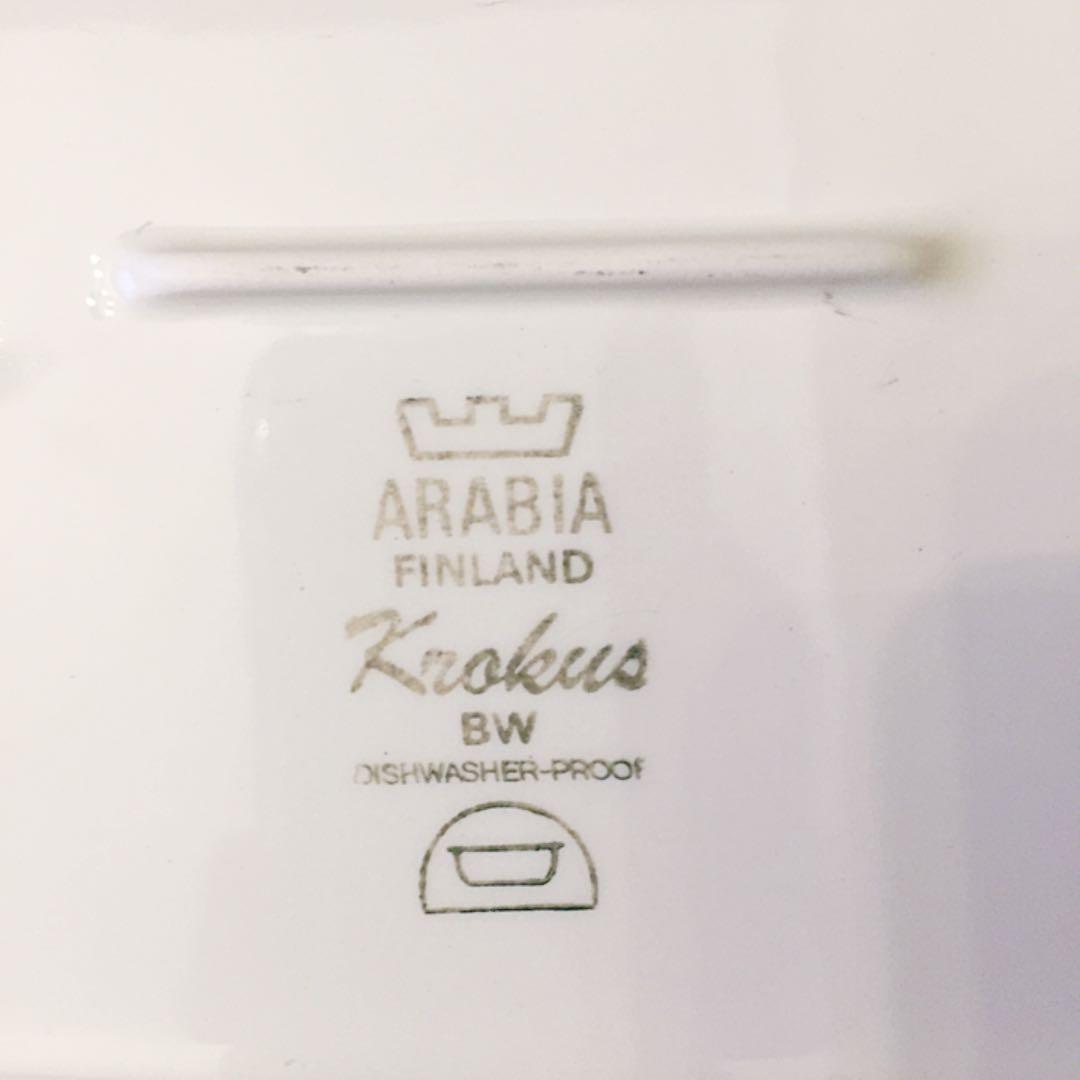 ARABIA
FINLAND
Krokus
BW
DISHWASHER-PROOF